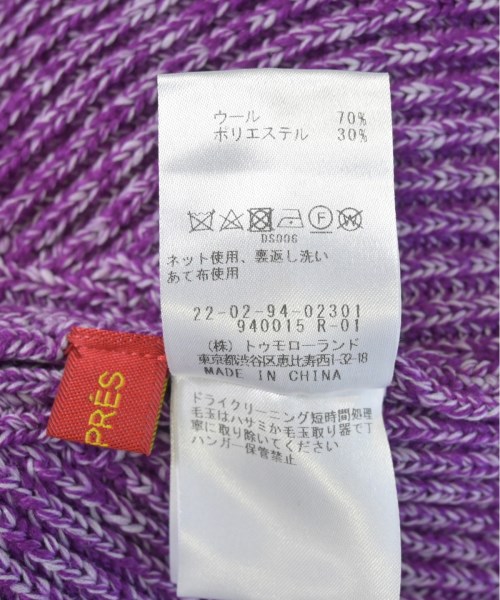 ウール 70%
ポリエステル 30%
F W
DS006
ネット使用、裏返し洗い
あて布使用
22-02-94-02301
940015 R-01
(株) トゥモローランド
東京都渋谷区恵比寿西1-32-18
MADE IN CHINA
ドライクリーニング短時間処理
毛玉はハサミか毛玉取り器で丁
寧に取り除いてください
ハンガー保管禁止
PRÉS